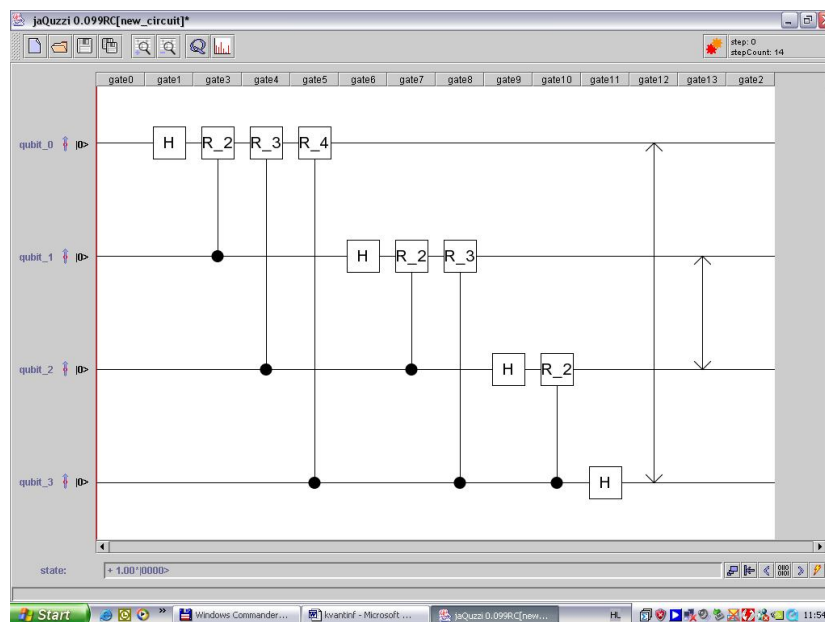 jaQuzzi 0.099RC[new_circuit]*
step: 0
stepCount: 14
gate0 gate1 gate3 gate4 gate5 gate6 gate7 gate8 gate9 gate10 gate11 gate12 gate13 gate2
qubit_0 |0> H R_2 R_3 R_4
qubit_1 |0> H R_2 R_3
qubit_2 |0> H R_2
qubit_3 |0> H
state: + 1.00*|0000>
Start » Windows Commander... kvantinf - Microsoft ... jaQuzzi 0.099RC[new... HL 11:54